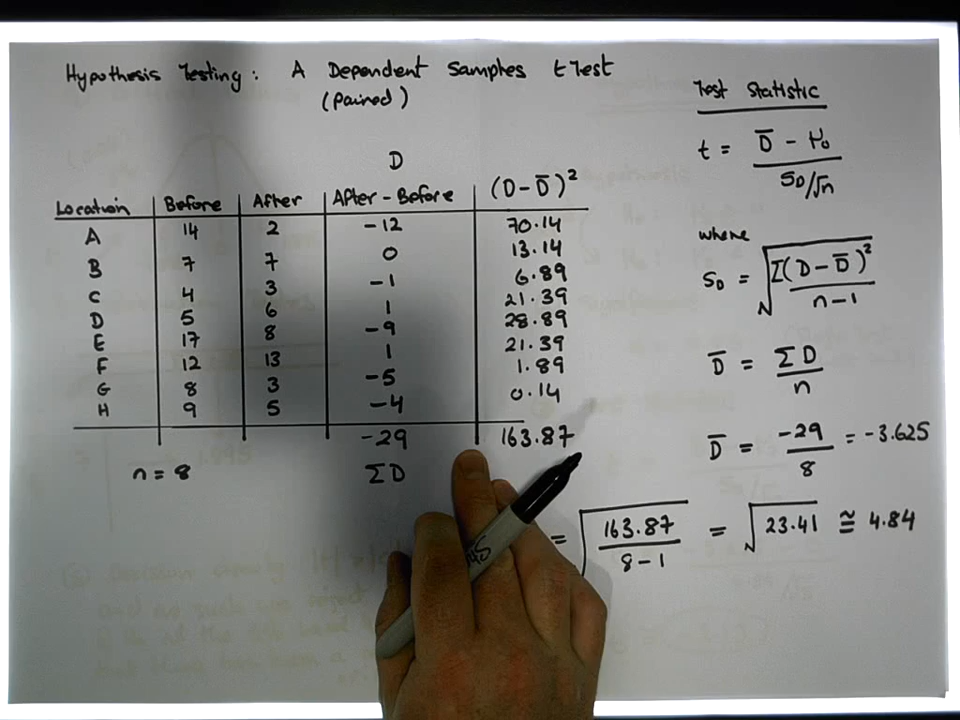 Hypothesis Testing: A Dependent Samples t Test
(Paired)
D
Location Before After After - Before (D - D̄)²
A 14 2 -12 70.14
B 7 7 0 13.14
C 4 3 -1 6.89
D 5 6 1 21.39
E 17 8 -9 28.89
F 12 13 1 21.39
G 8 3 -5 1.89
H 9 5 -4 0.14
-29 163.87
n = 8 ΣD
Test Statistic
t = (D̄ - μ₀) / (S_D/√n)
where
S_D = √(Σ(D - D̄)² / (n - 1))
D̄ = ΣD / n
D̄ = -29 / 8 = -3.625
= √(163.87 / (8 - 1)) = √23.41 ≅ 4.84